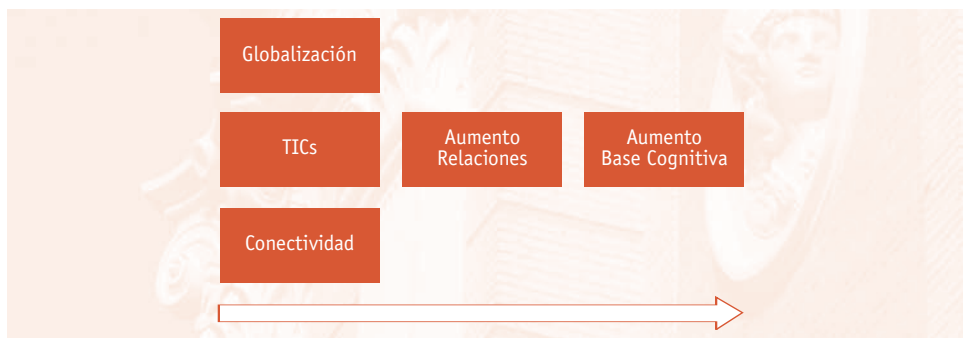 Globalización
TICs
Aumento
Relaciones
Aumento
Base Cognitiva
Conectividad